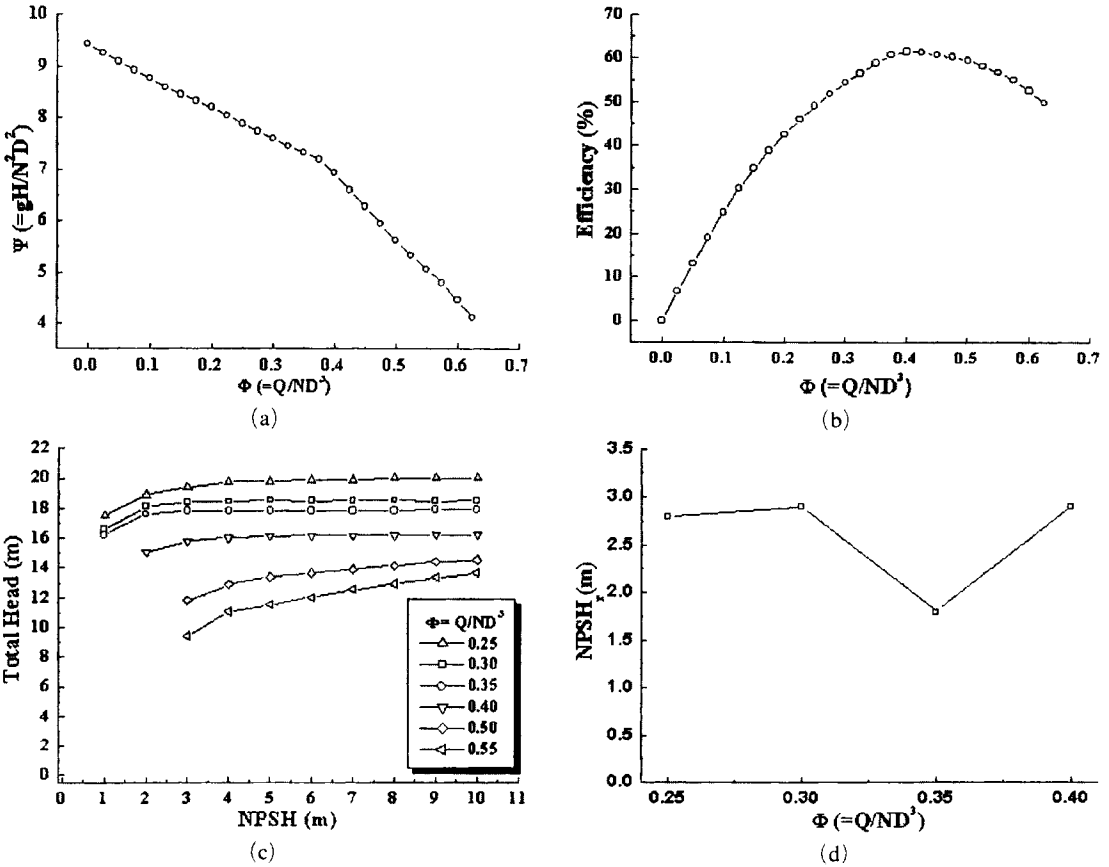 10
9
8
7
6
5
4
Ψ (=gH/N²D²)
0.0 0.1 0.2 0.3 0.4 0.5 0.6 0.7
Φ (=Q/ND³)
(a)
70
60
50
40
30
20
10
0
Efficiency (%)
0.0 0.1 0.2 0.3 0.4 0.5 0.6 0.7
Φ (=Q/ND³)
(b)
22
20
18
16
14
12
10
8
6
4
2
0
Total Head (m)
Φ= Q/ND³
0.25
0.30
0.35
0.40
0.50
0.55
0 1 2 3 4 5 6 7 8 9 10 11
NPSH (m)
(c)
3.5
3.0
2.5
2.0
1.5
1.0
0.5
0.0
NPSHr (m)
0.25 0.30 0.35 0.40
Φ (=Q/ND³)
(d)